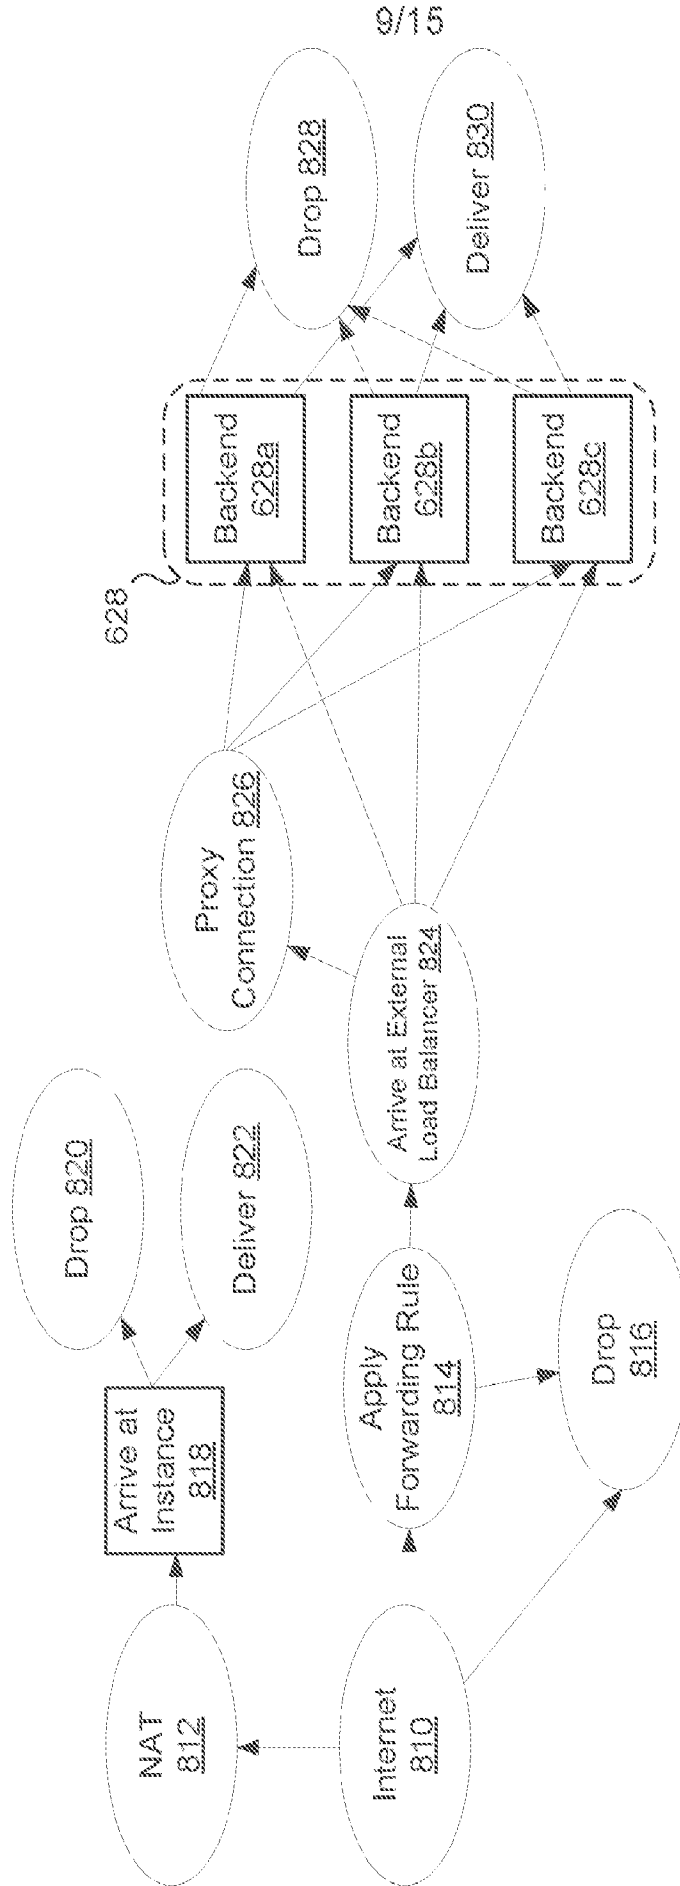 9/15
NAT
812
Arrive at
Instance
818
Drop 820
Deliver 822
Internet
810
Apply
Forwarding Rule
814
Drop
816
Arrive at External
Load Balancer 824
Proxy
Connection 826
628
Backend
628a
Backend
628b
Backend
628c
Drop 828
Deliver 830